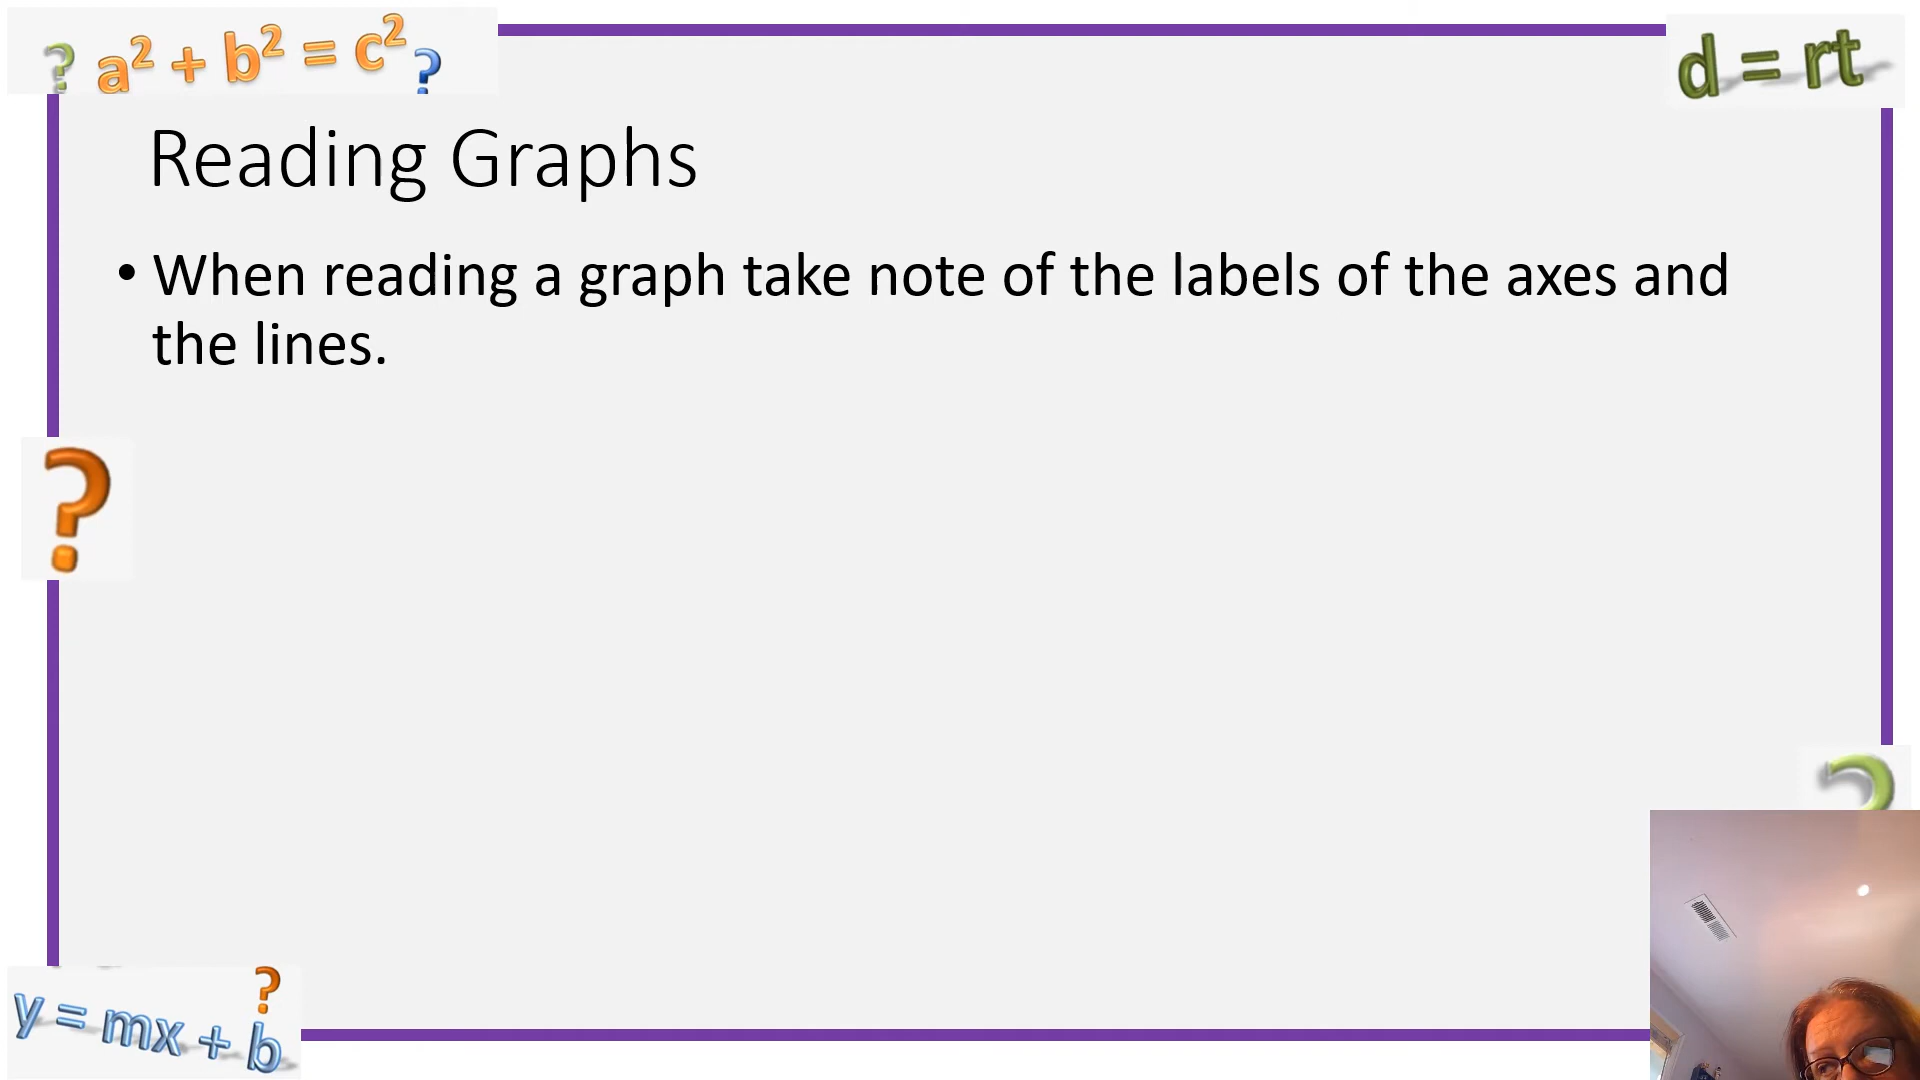 ? a² + b² = c² ?
d = rt
Reading Graphs
• When reading a graph take note of the labels of the axes and
the lines.
?
?
?
y = mx + b